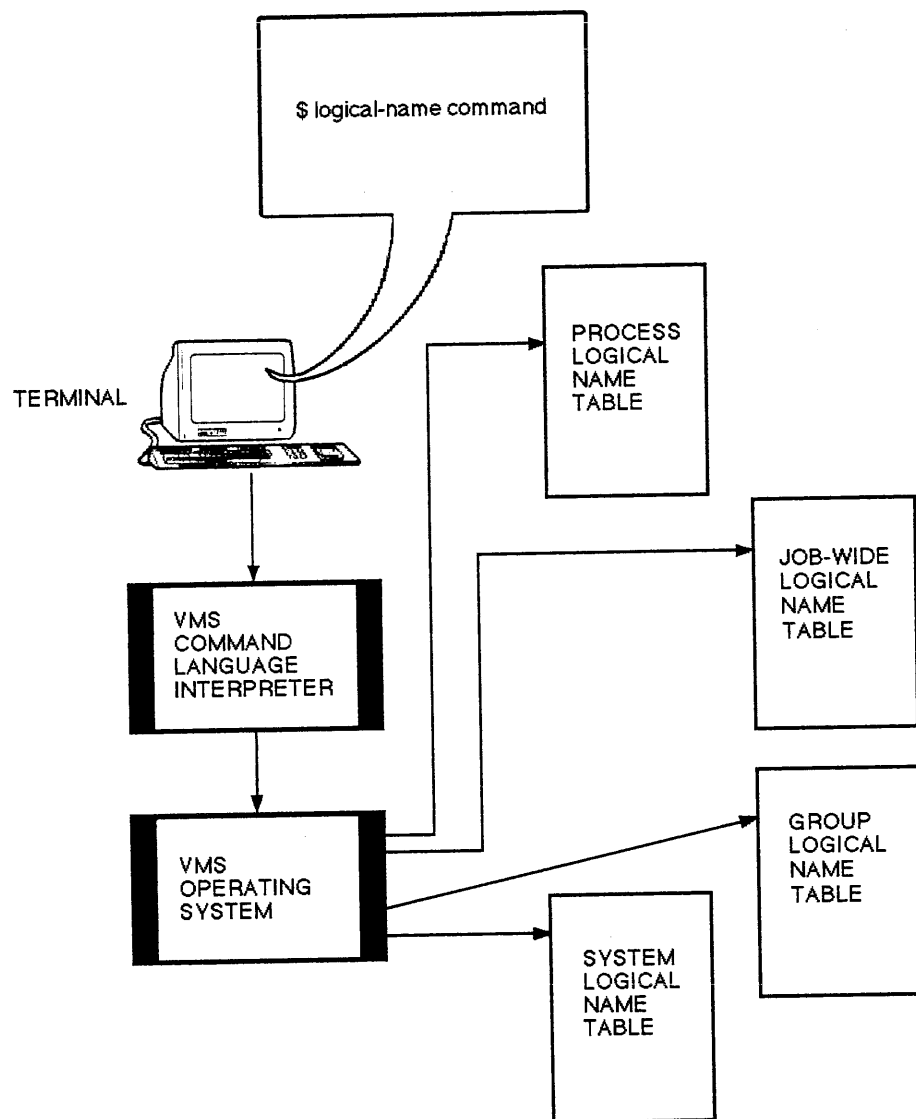 $ logical-name command
PROCESS
LOGICAL
NAME
TABLE
TERMINAL
JOB-WIDE
LOGICAL
NAME
TABLE
VMS
COMMAND
LANGUAGE
INTERPRETER
GROUP
LOGICAL
NAME
TABLE
VMS
OPERATING
SYSTEM
SYSTEM
LOGICAL
NAME
TABLE